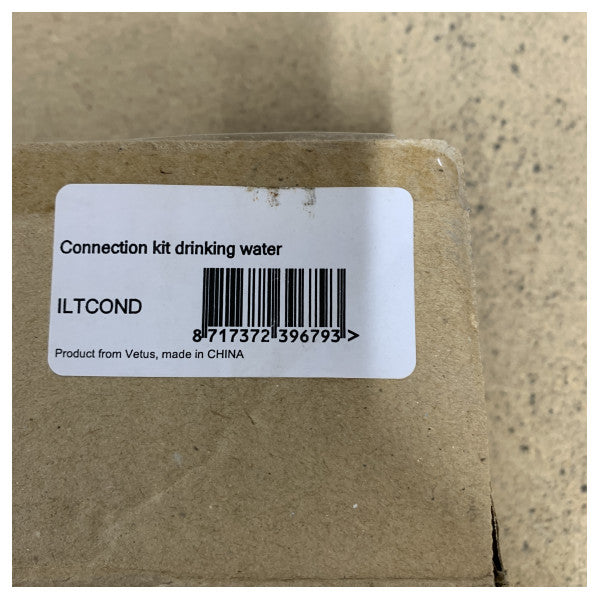 Connection kit drinking water
ILTCOND
8 717372 396793 >
Product from Vetus, made in CHINA